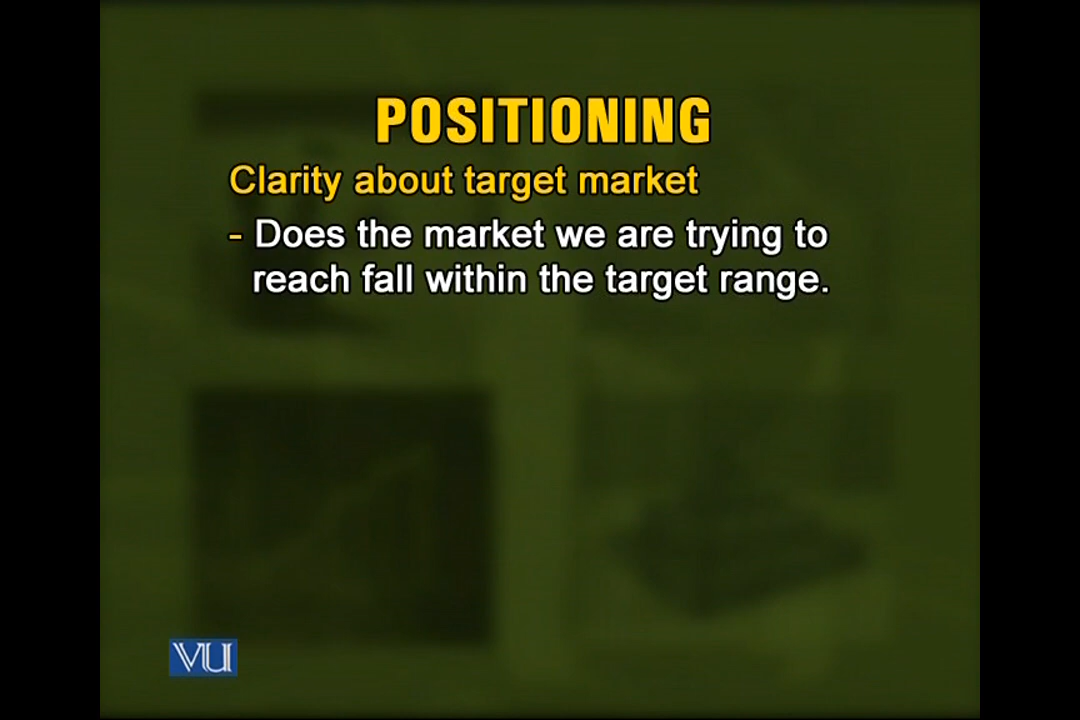 POSITIONING
Clarity about target market
- Does the market we are trying to
reach fall within the target range.
VU